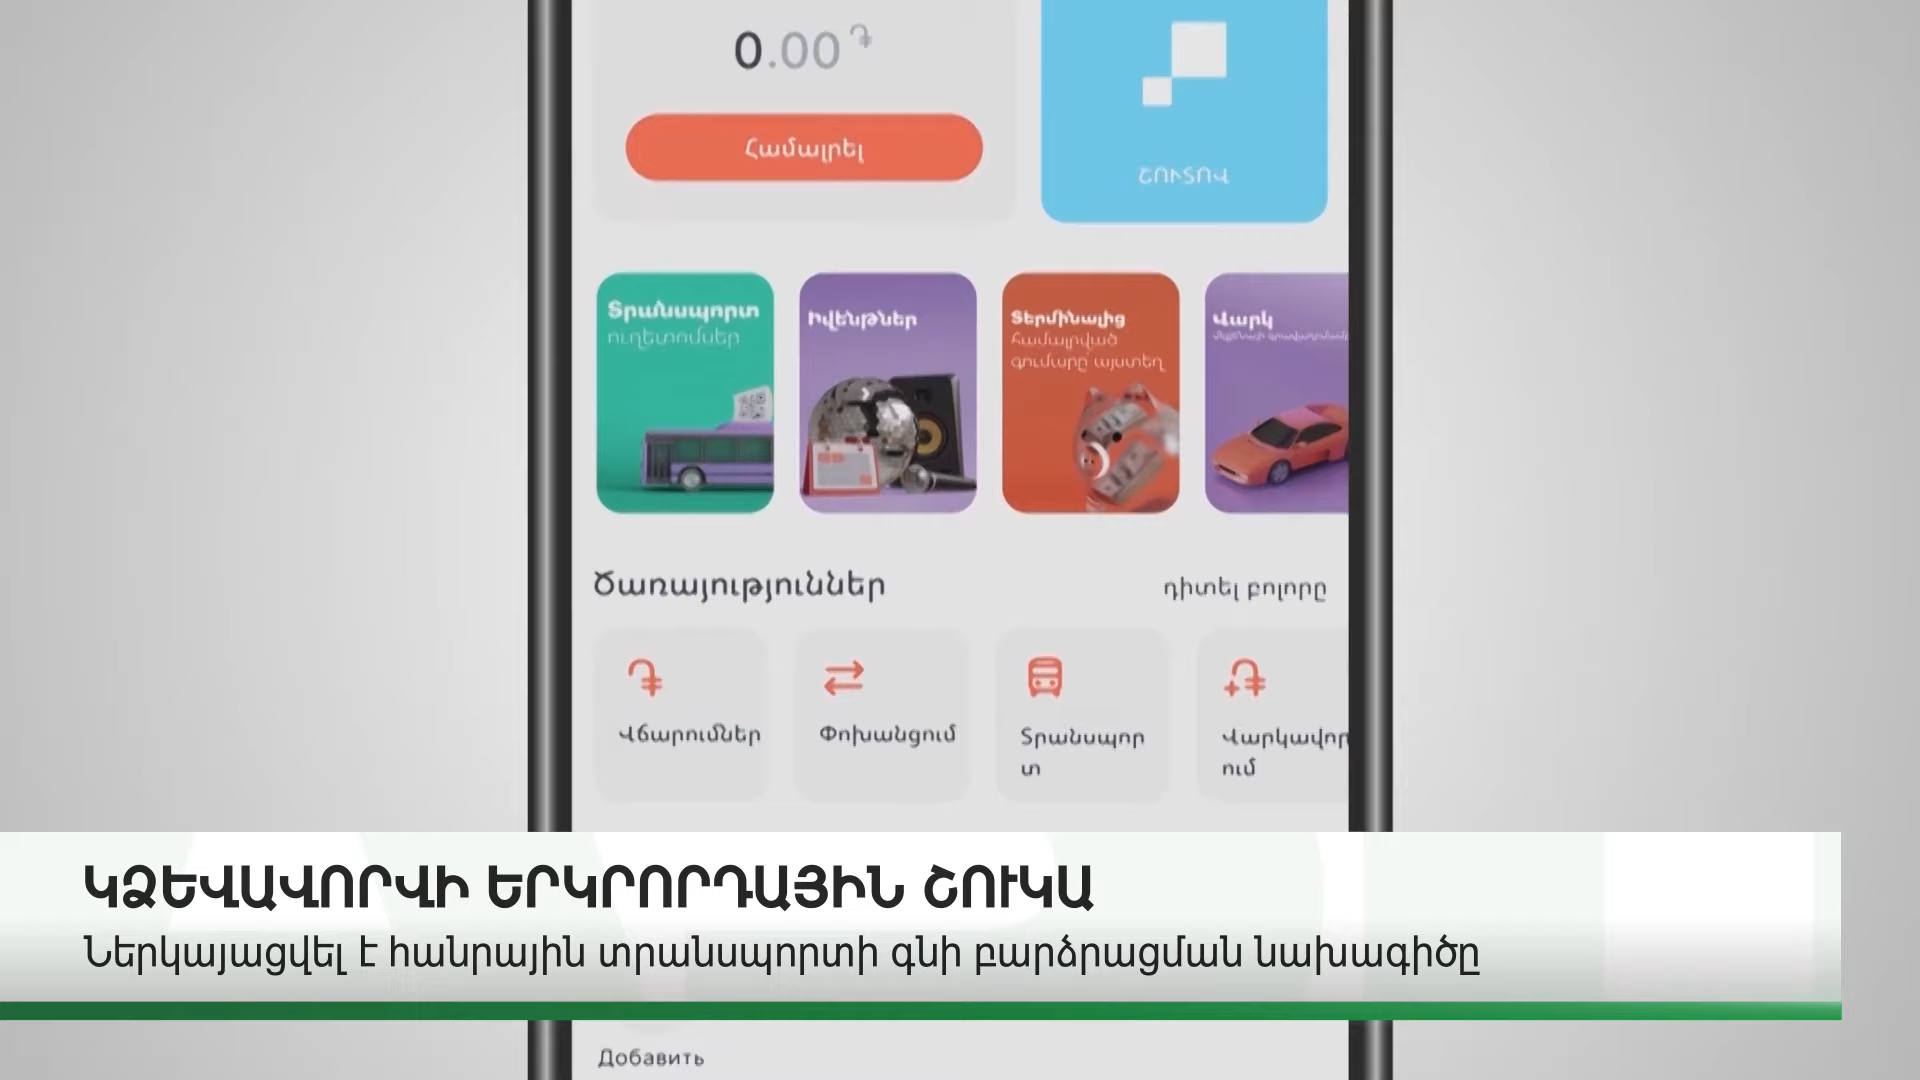 0.00 ֏
Համալրել
ՇՈՒՏՈՎ
Տրանսպորտ
ուղետոմսեր
Իվենթներ
Տերմինալից
համալրված
գումարը այստեղ
Վարկ
Ծառայություններ
դիտել բոլորը
Վճարումներ
Փոխանցում
Տրանսպոր
տ
Վարկավոր
ում
ԿՁԵՎԱՎՈՐՎԻ ԵՐԿՐՈՐԴԱՅԻՆ ՇՈՒԿԱ
Ներկայացվել է հանրային տրանսպորտի գնի բարձրացման նախագիծը
Добавить